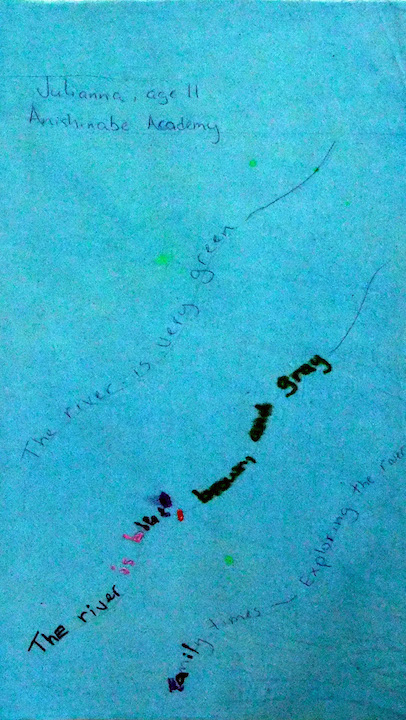 Julianna, age 11
Anishinabe Academy
The river is very green
The river is blue, brown, and gray
Family times — Exploring the river